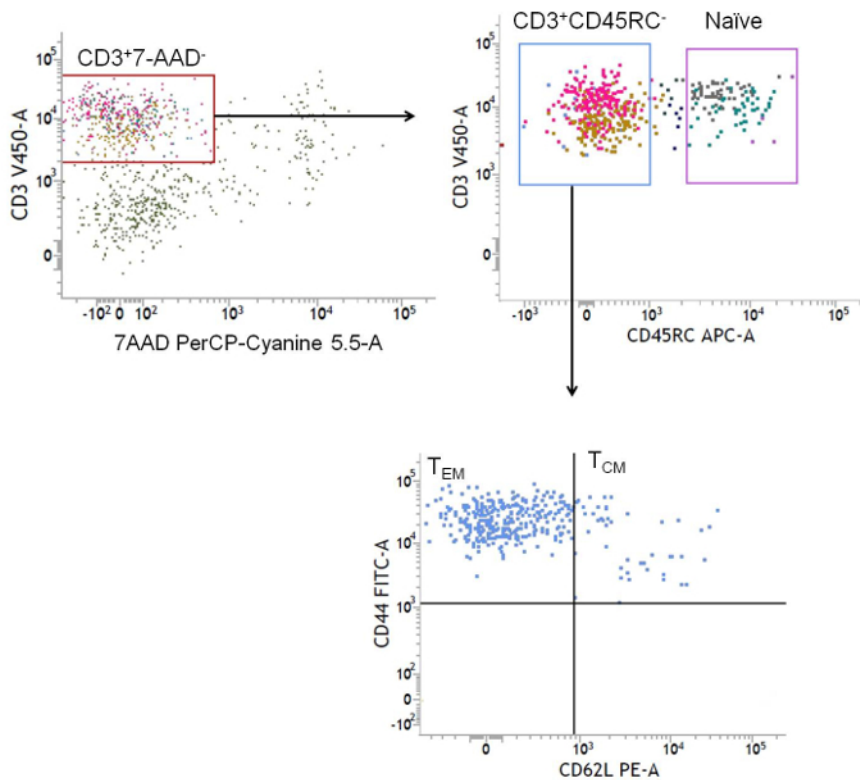 CD3⁺7-AAD⁻
10⁵
10⁴
10³
0
CD3 V450-A
-10² 0 10² 10³ 10⁴ 10⁵
7AAD PerCP-Cyanine 5.5-A
CD3⁺CD45RC⁻ Naïve
10⁵
10⁴
10³
0
CD3 V450-A
-10³ 0 10³ 10⁴ 10⁵
CD45RC APC-A
T_EM T_CM
10⁵
10⁴
10³
10²
0
-10²
CD44 FITC-A
0 10³ 10⁴ 10⁵
CD62L PE-A